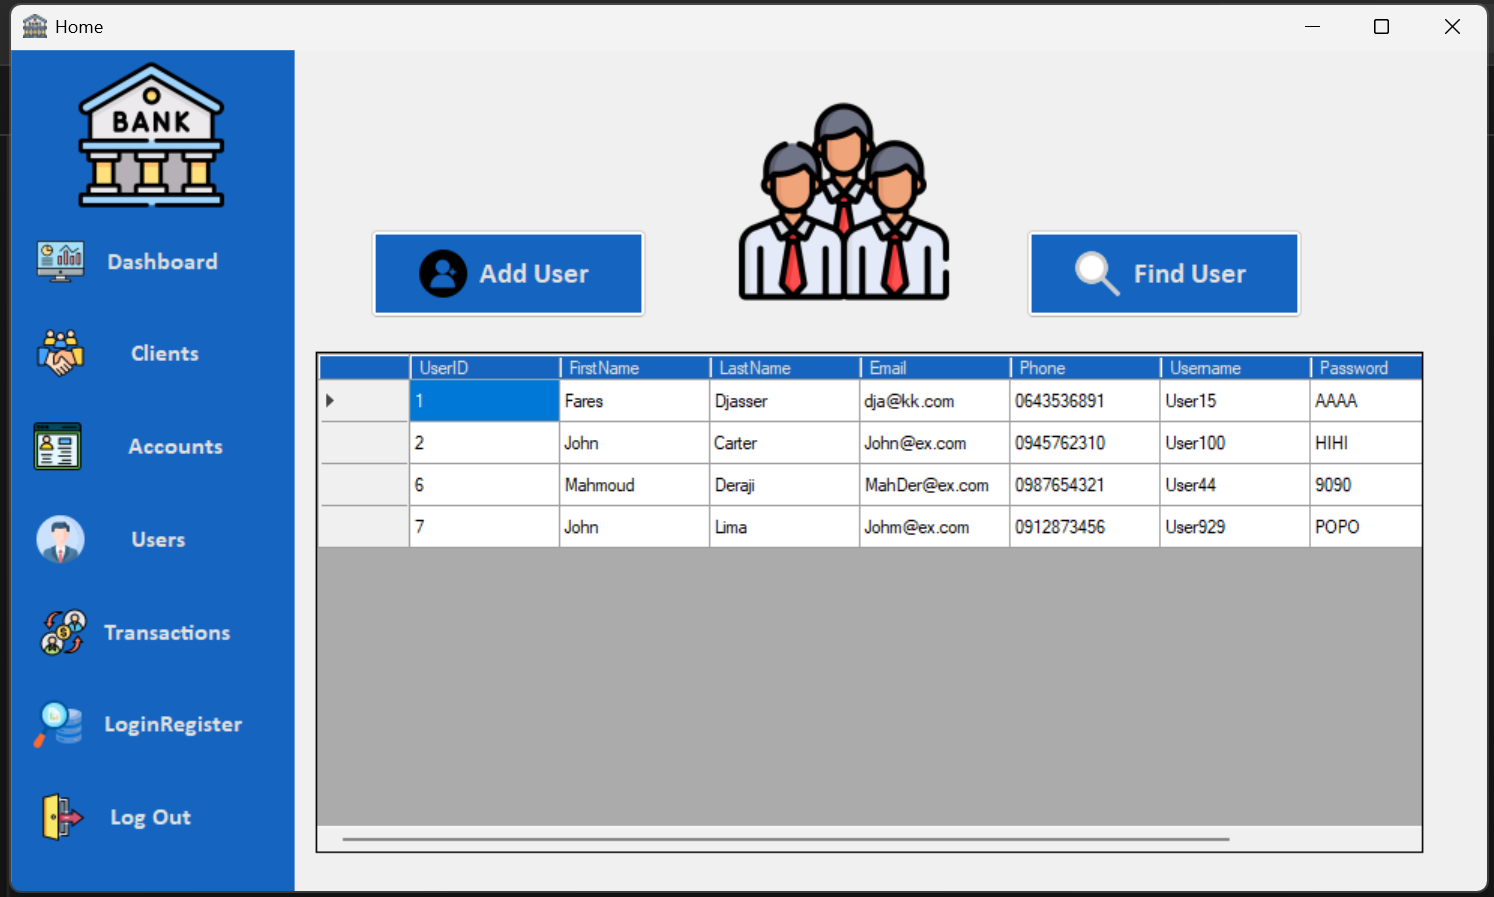 Home
BANK
Dashboard
Clients
Accounts
Users
Transactions
LoginRegister
Log Out
Add User
Find User
UserID FirstName LastName Email Phone Username Password
1 Fares Djasser dja@kk.com 0643536891 User15 AAAA
2 John Carter John@ex.com 0945762310 User100 HIHI
6 Mahmoud Deraji MahDer@ex.com 0987654321 User44 9090
7 John Lima Johm@ex.com 0912873456 User929 POPO